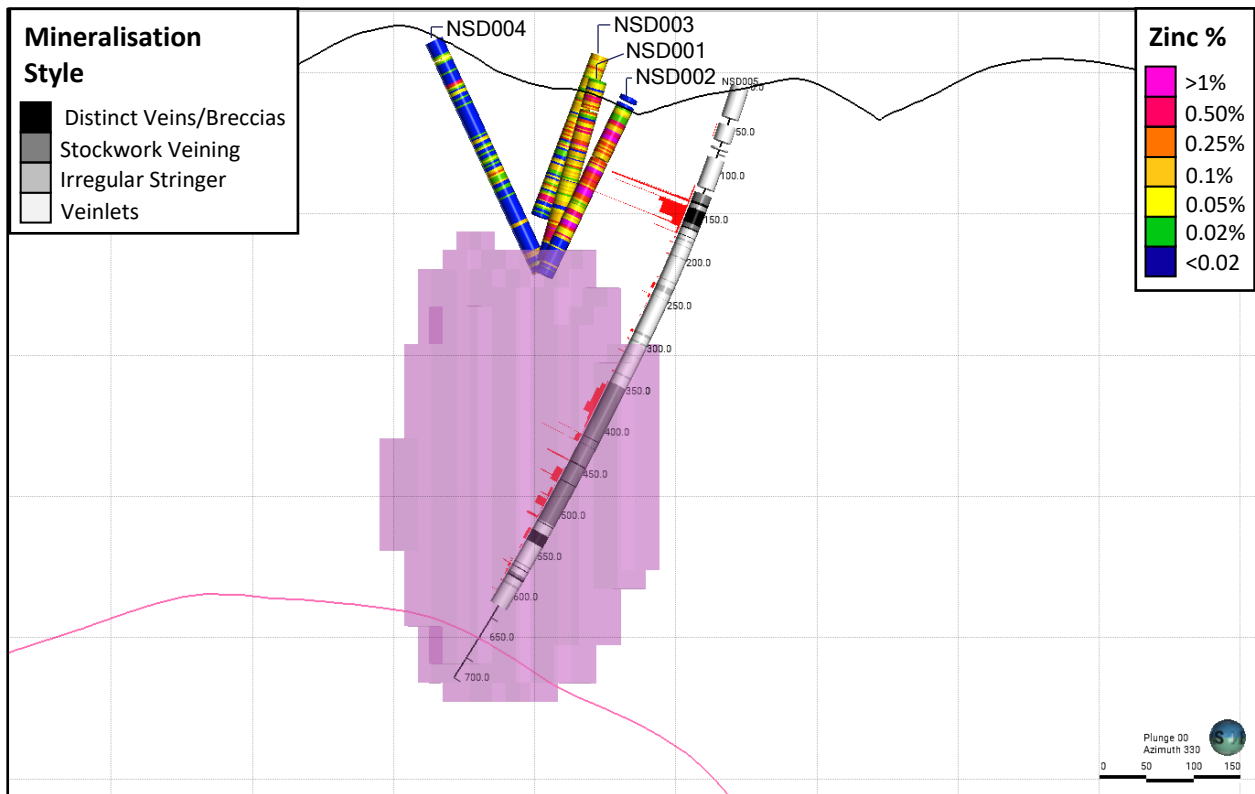 Mineralisation
Style
Distinct Veins/Breccias
Stockwork Veining
Irregular Stringer
Veinlets
NSD004
NSD003
NSD001
NSD002
NSD005
0.0
50.0
100.0
150.0
200.0
250.0
300.0
350.0
400.0
450.0
500.0
550.0
600.0
650.0
700.0
Zinc %
>1%
0.50%
0.25%
0.1%
0.05%
0.02%
<0.02
Plunge 00
Azimuth 330
0 50 100 150